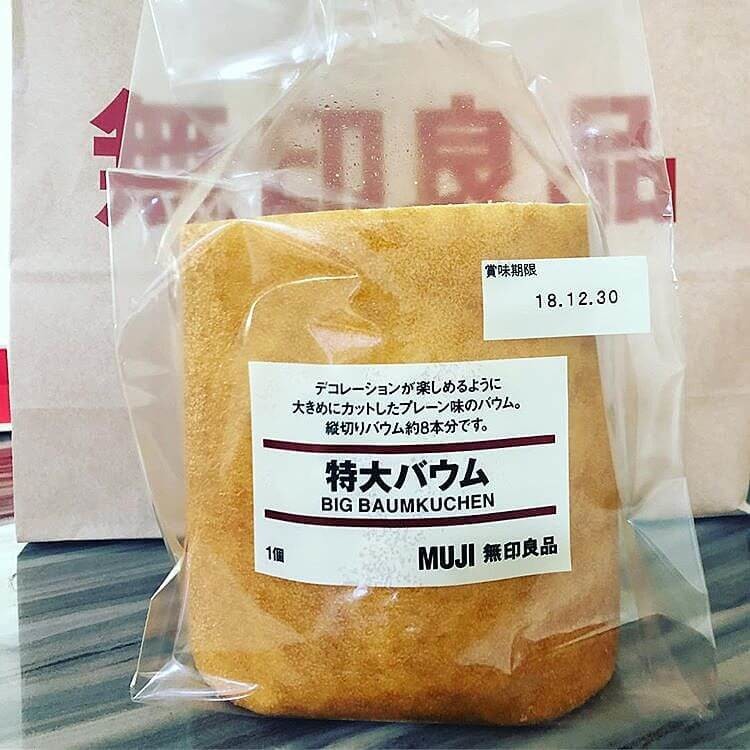 無印良品
賞味期限
18.12.30
デコレーションが楽しめるように
大きめにカットしたプレーン味のバウム。
縦切りバウム約8本分です。
特大バウム
BIG BAUMKUCHEN
1個
MUJI 無印良品